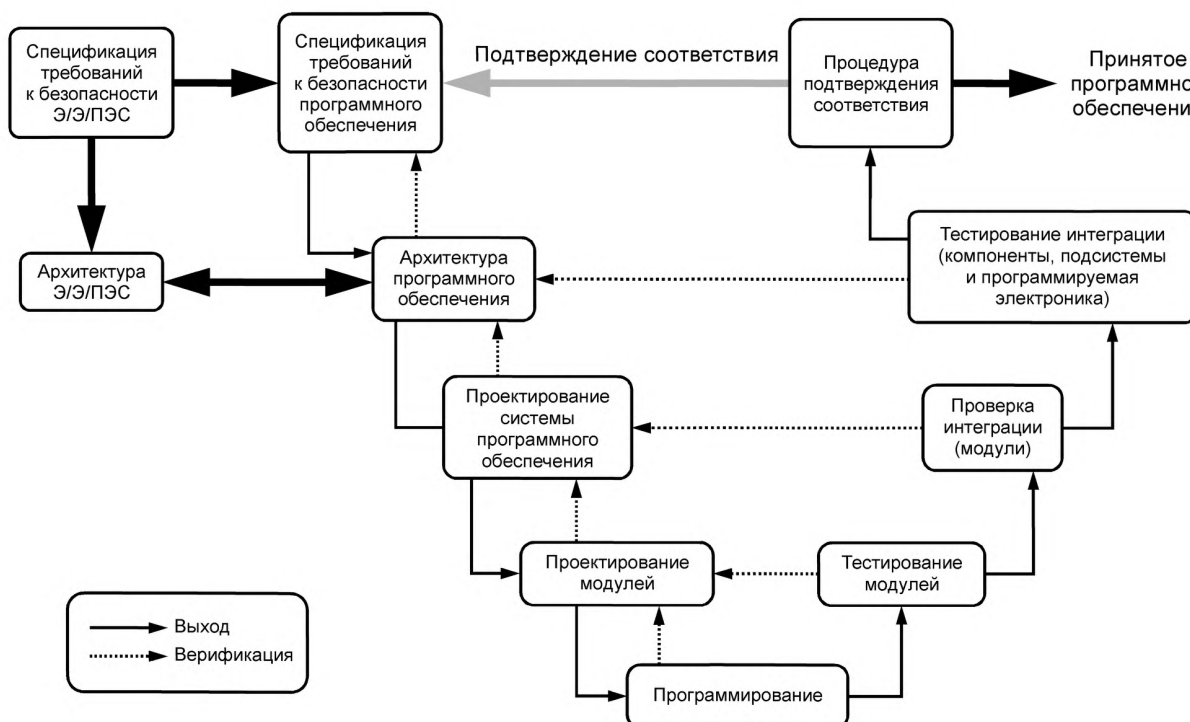 Спецификация
требований
к безопасности
Э/Э/ПЭС
Спецификация
требований
к безопасности
программного
обеспечения
Подтверждение соответствия
Процедура
подтверждения
соответствия
Принятое
программно
обеспечени
Архитектура
Э/Э/ПЭС
Архитектура
программного
обеспечения
Тестирование интеграции
(компоненты, подсистемы
и программируемая
электроника)
Проектирование
системы
программного
обеспечения
Проверка
интеграции
(модули)
Проектирование
модулей
Тестирование
модулей
Выход
Верификация
Программирование